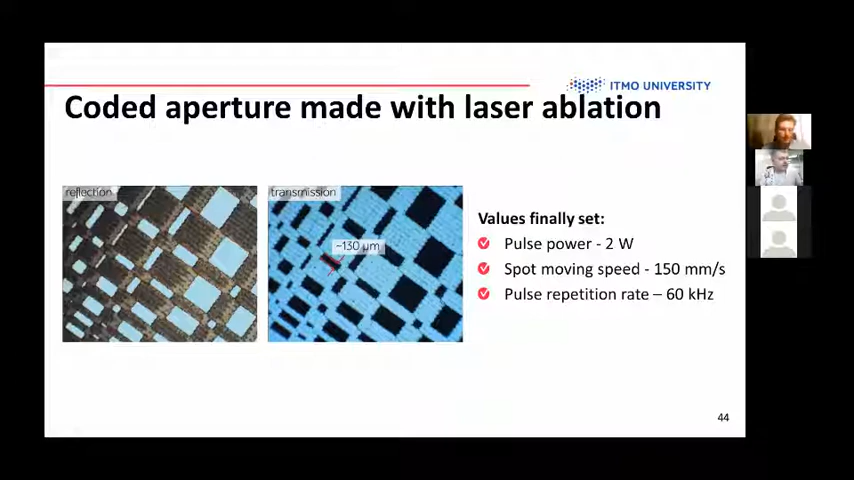 ITMO UNIVERSITY
Coded aperture made with laser ablation
reflection
transmission
~130 µm
Values finally set:
Pulse power - 2 W
Spot moving speed - 150 mm/s
Pulse repetition rate – 60 kHz
44